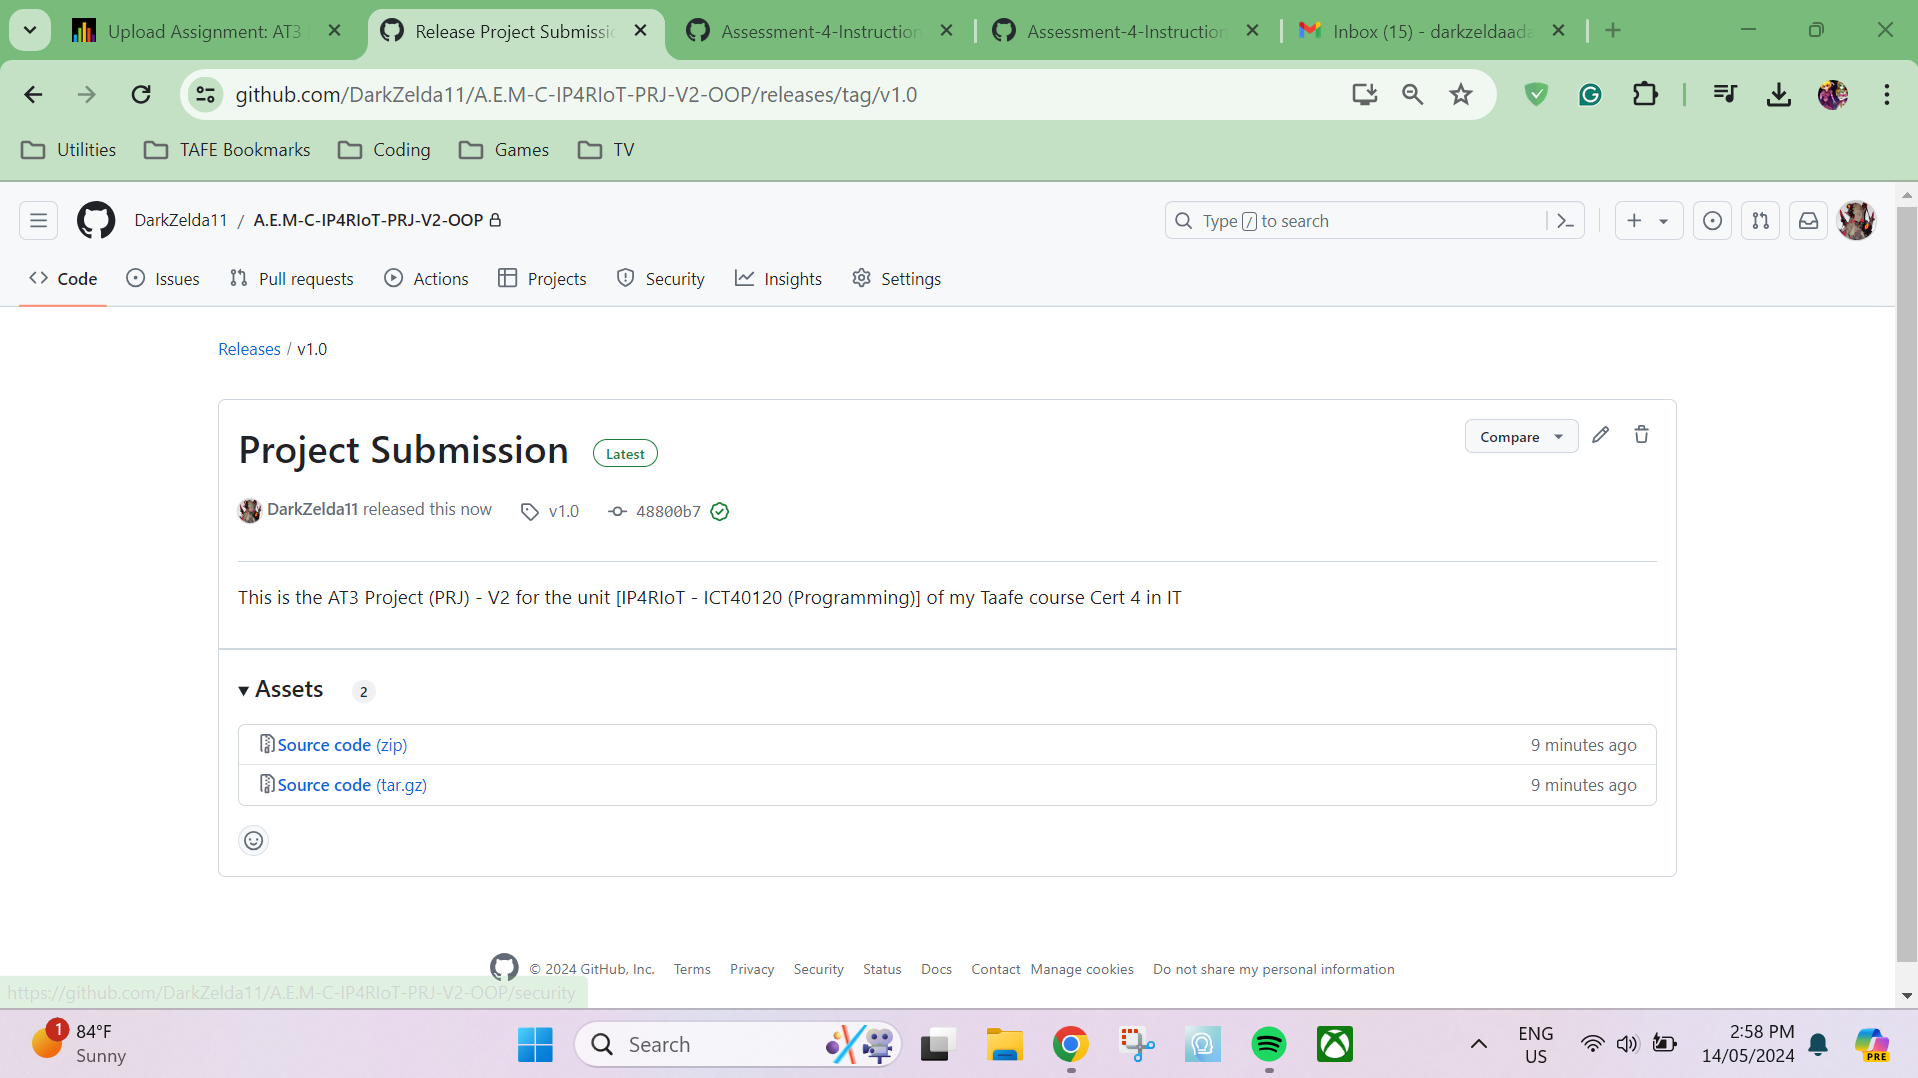 Upload Assignment: AT3
Release Project Submissi
Assessment-4-Instruction
Assessment-4-Instruction
Inbox (15) - darkzeldaada
github.com/DarkZelda11/A.E.M-C-IP4RIoT-PRJ-V2-OOP/releases/tag/v1.0
Utilities
TAFE Bookmarks
Coding
Games
TV
DarkZelda11 / A.E.M-C-IP4RIoT-PRJ-V2-OOP
Type / to search
Code
Issues
Pull requests
Actions
Projects
Security
Insights
Settings
Releases / v1.0
Project Submission
Latest
Compare
DarkZelda11 released this now
v1.0
48800b7
This is the AT3 Project (PRJ) - V2 for the unit [IP4RIoT - ICT40120 (Programming)] of my Taafe course Cert 4 in IT
Assets 2
Source code (zip)
9 minutes ago
Source code (tar.gz)
9 minutes ago
© 2024 GitHub, Inc.
Terms
Privacy
Security
Status
Docs
Contact
Manage cookies
Do not share my personal information
https://github.com/DarkZelda11/A.E.M-C-IP4RIoT-PRJ-V2-OOP/security
1
84°F
Sunny
Search
ENG
US
2:58 PM
14/05/2024
PRE